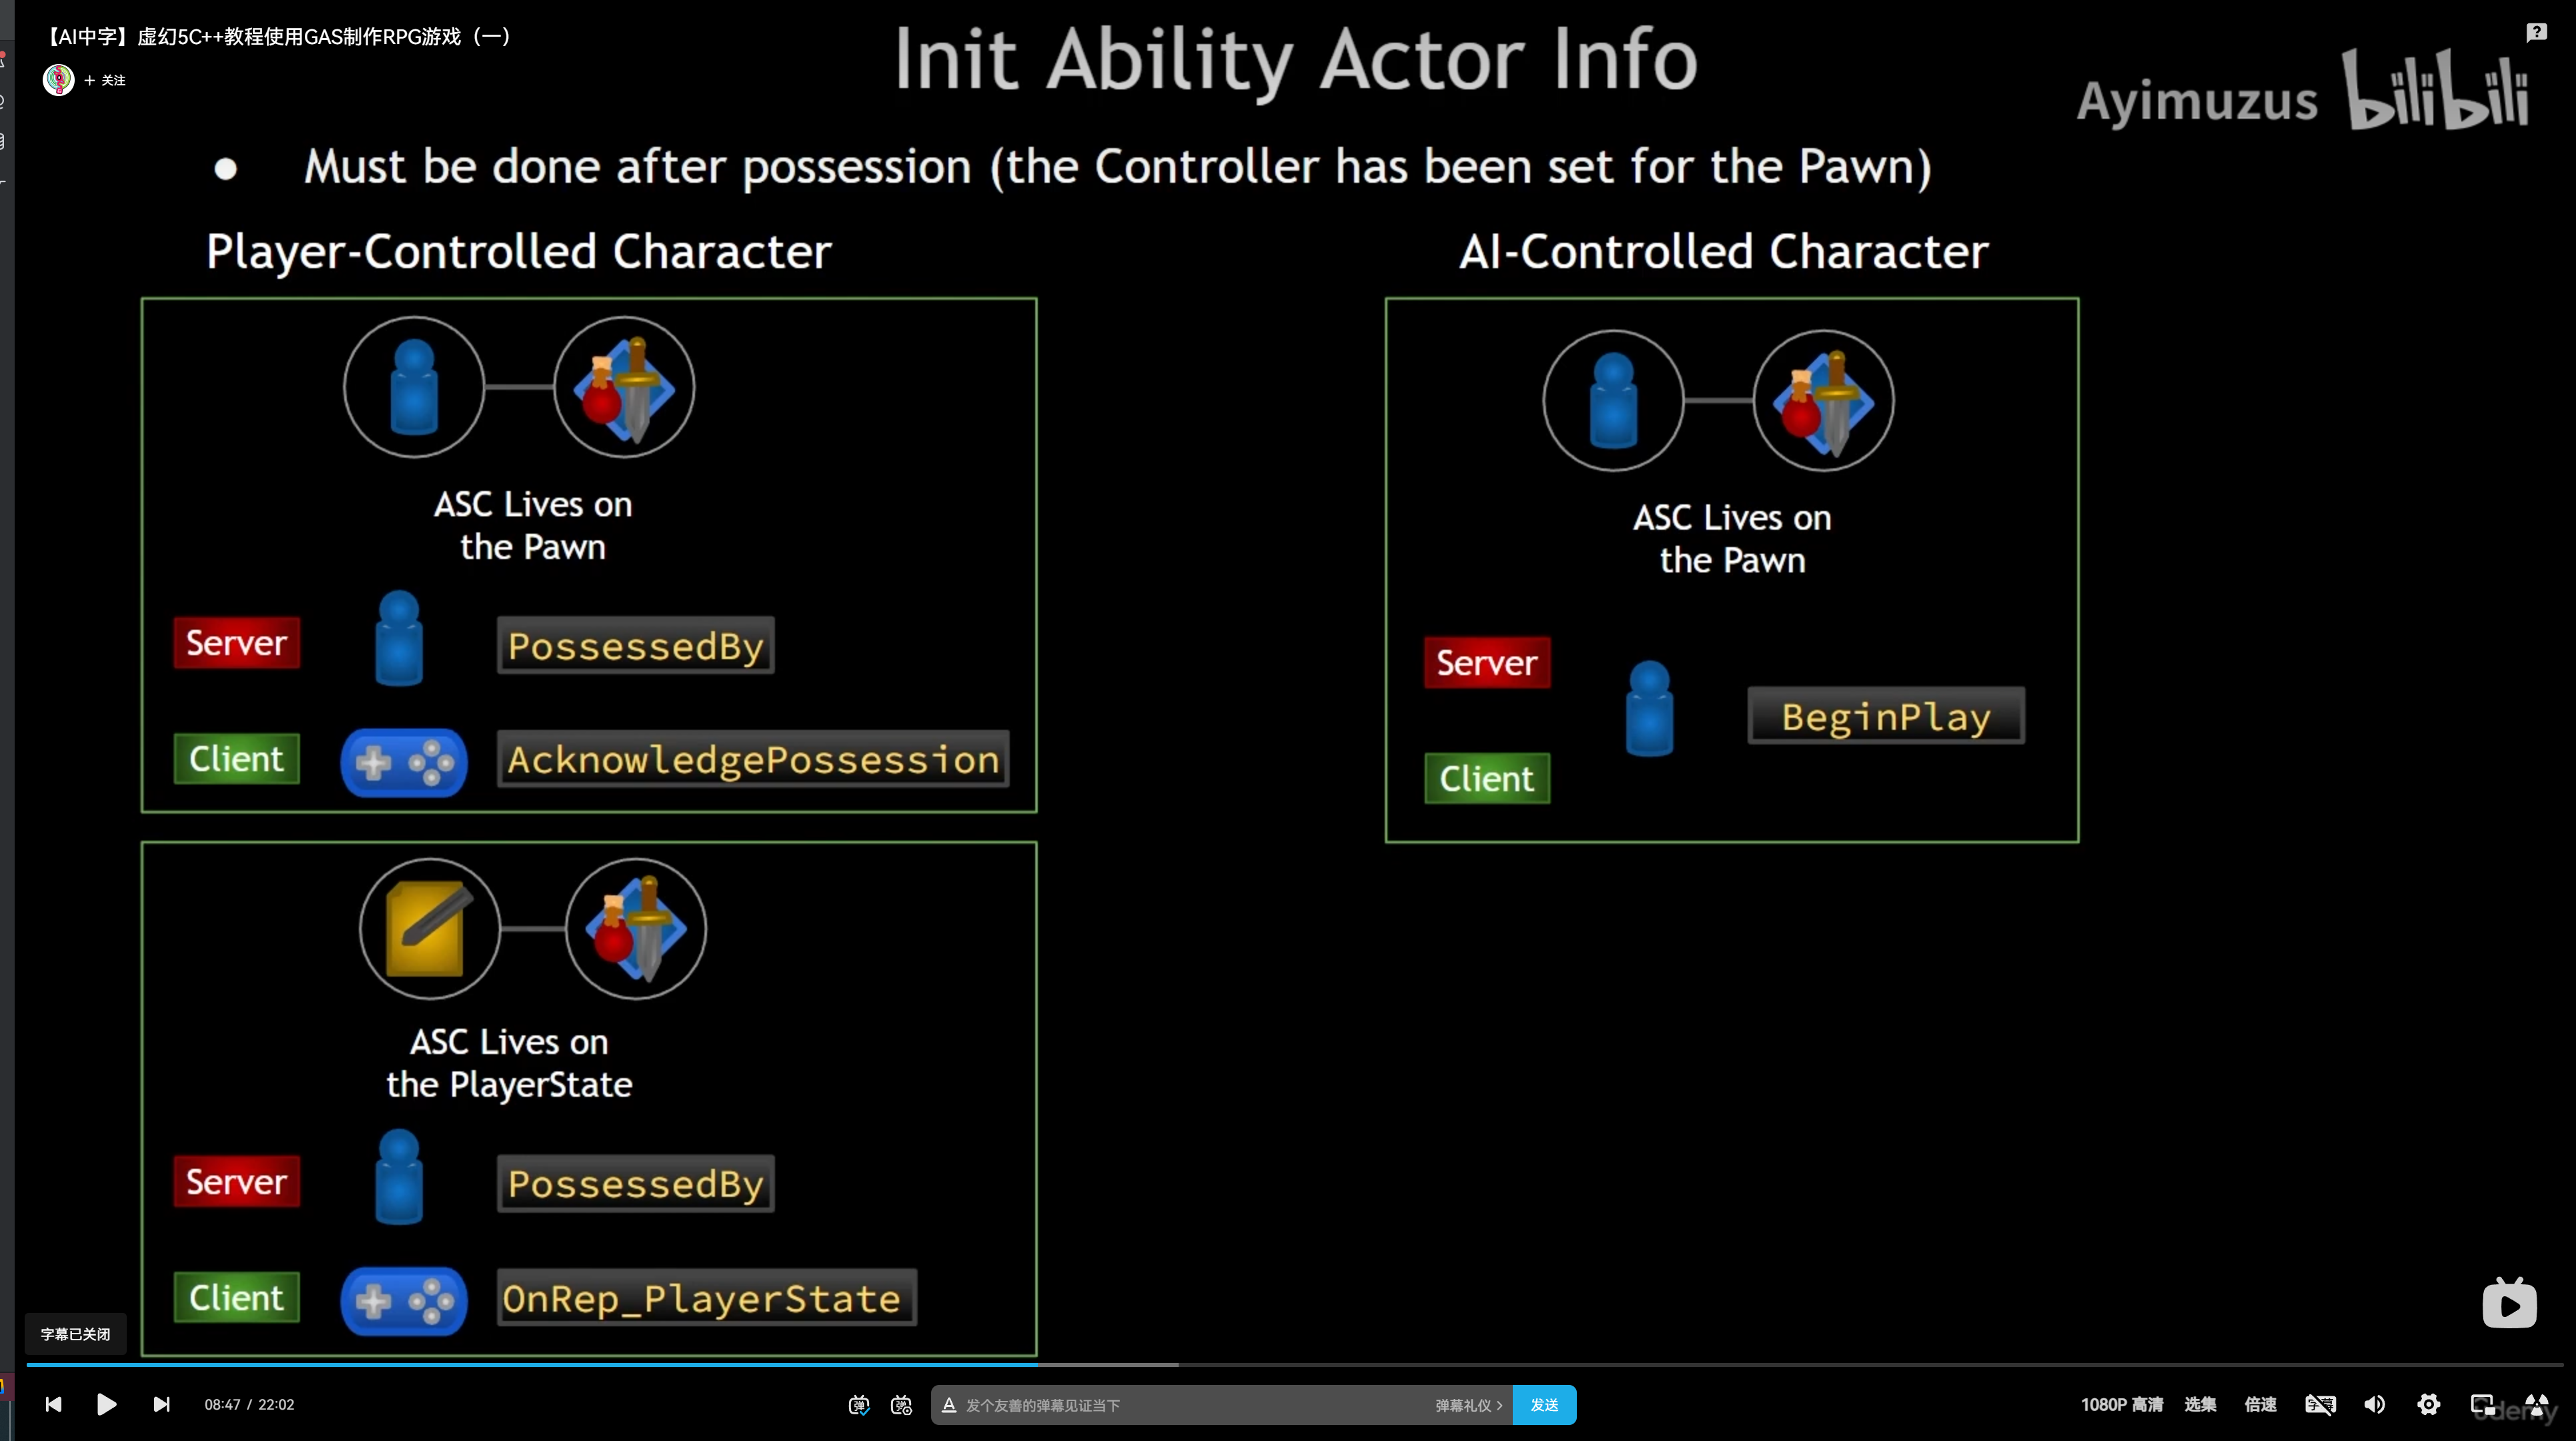 【AI中字】虚幻5C++教程使用GAS制作RPG游戏（一）
+ 关注
Init Ability Actor Info
Ayimuzus bilibili
● Must be done after possession (the Controller has been set for the Pawn)
Player-Controlled Character
ASC Lives on
the Pawn
Server
PossessedBy
Client
AcknowledgePossession
ASC Lives on
the PlayerState
Server
PossessedBy
Client
OnRep_PlayerState
AI-Controlled Character
ASC Lives on
the Pawn
Server
BeginPlay
Client
字幕已关闭
08:47 / 22:02
弹
弹
A 发个友善的弹幕见证当下
弹幕礼仪 >
发送
1080P 高清
选集
倍速
字幕
Udemy